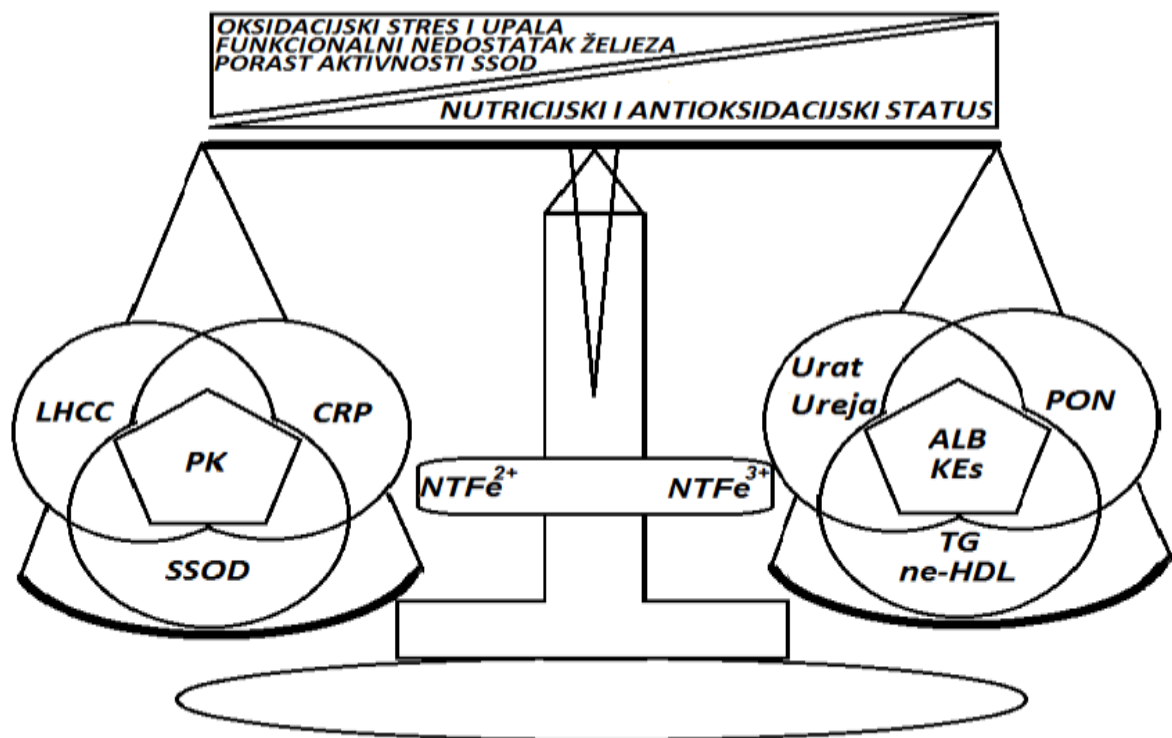 OKSIDACIJSKI STRES I UPALA
FUNKCIONALNI NEDOSTATAK ŽELJEZA
PORAST AKTIVNOSTI SSOD
NUTRICIJSKI I ANTIOKSIDACIJSKI STATUS
LHCC
CRP
PK
SSOD
NTFe²⁺
NTFe³⁺
Urat
Ureja
PON
ALB
KEs
TG
ne-HDL